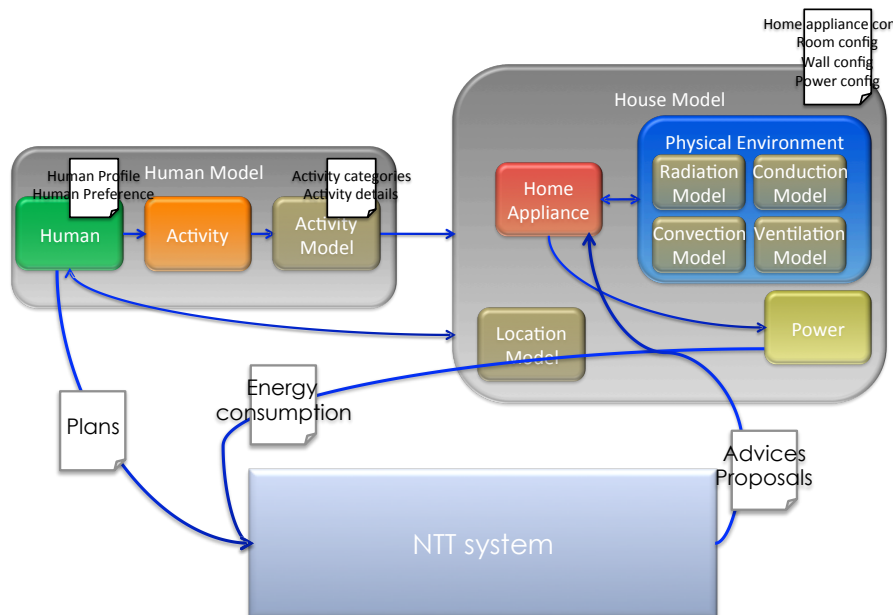 Home appliance con
Room config
Wall config
Power config
House Model
Physical Environment
Radiation
Model
Conduction
Model
Convection
Model
Ventilation
Model
Home
Appliance
Human Model
Human Profile
Human Preference
Activity categories
Activity details
Human
Activity
Activity
Model
Location
Model
Power
Energy
consumption
Plans
Advices
Proposals
NTT system